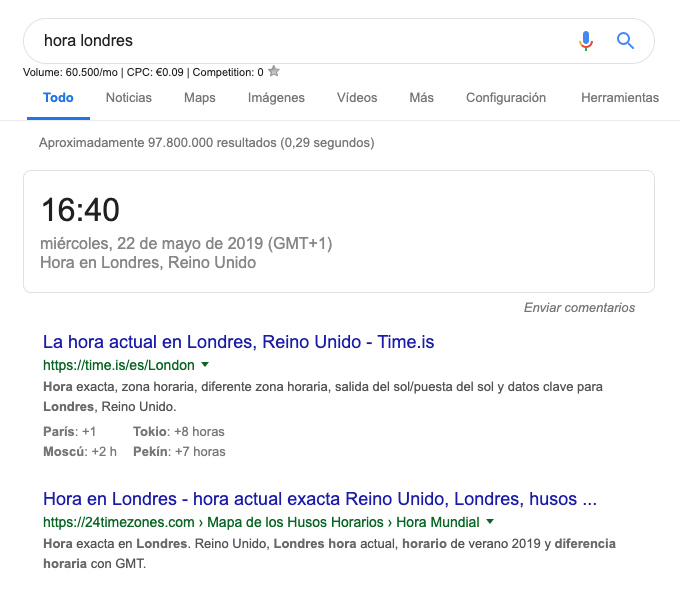 hora londres
Volume: 60.500/mo | CPC: €0.09 | Competition: 0
Todo Noticias Maps Imágenes Vídeos Más Configuración Herramientas
Aproximadamente 97.800.000 resultados (0,29 segundos)
16:40
miércoles, 22 de mayo de 2019 (GMT+1)
Hora en Londres, Reino Unido
Enviar comentarios
La hora actual en Londres, Reino Unido - Time.is
https://time.is/es/London
Hora exacta, zona horaria, diferente zona horaria, salida del sol/puesta del sol y datos clave para
Londres, Reino Unido.
París: +1 Tokio: +8 horas
Moscú: +2 h Pekín: +7 horas
Hora en Londres - hora actual exacta Reino Unido, Londres, husos ...
https://24timezones.com › Mapa de los Husos Horarios › Hora Mundial
Hora exacta en Londres. Reino Unido, Londres hora actual, horario de verano 2019 y diferencia
horaria con GMT.